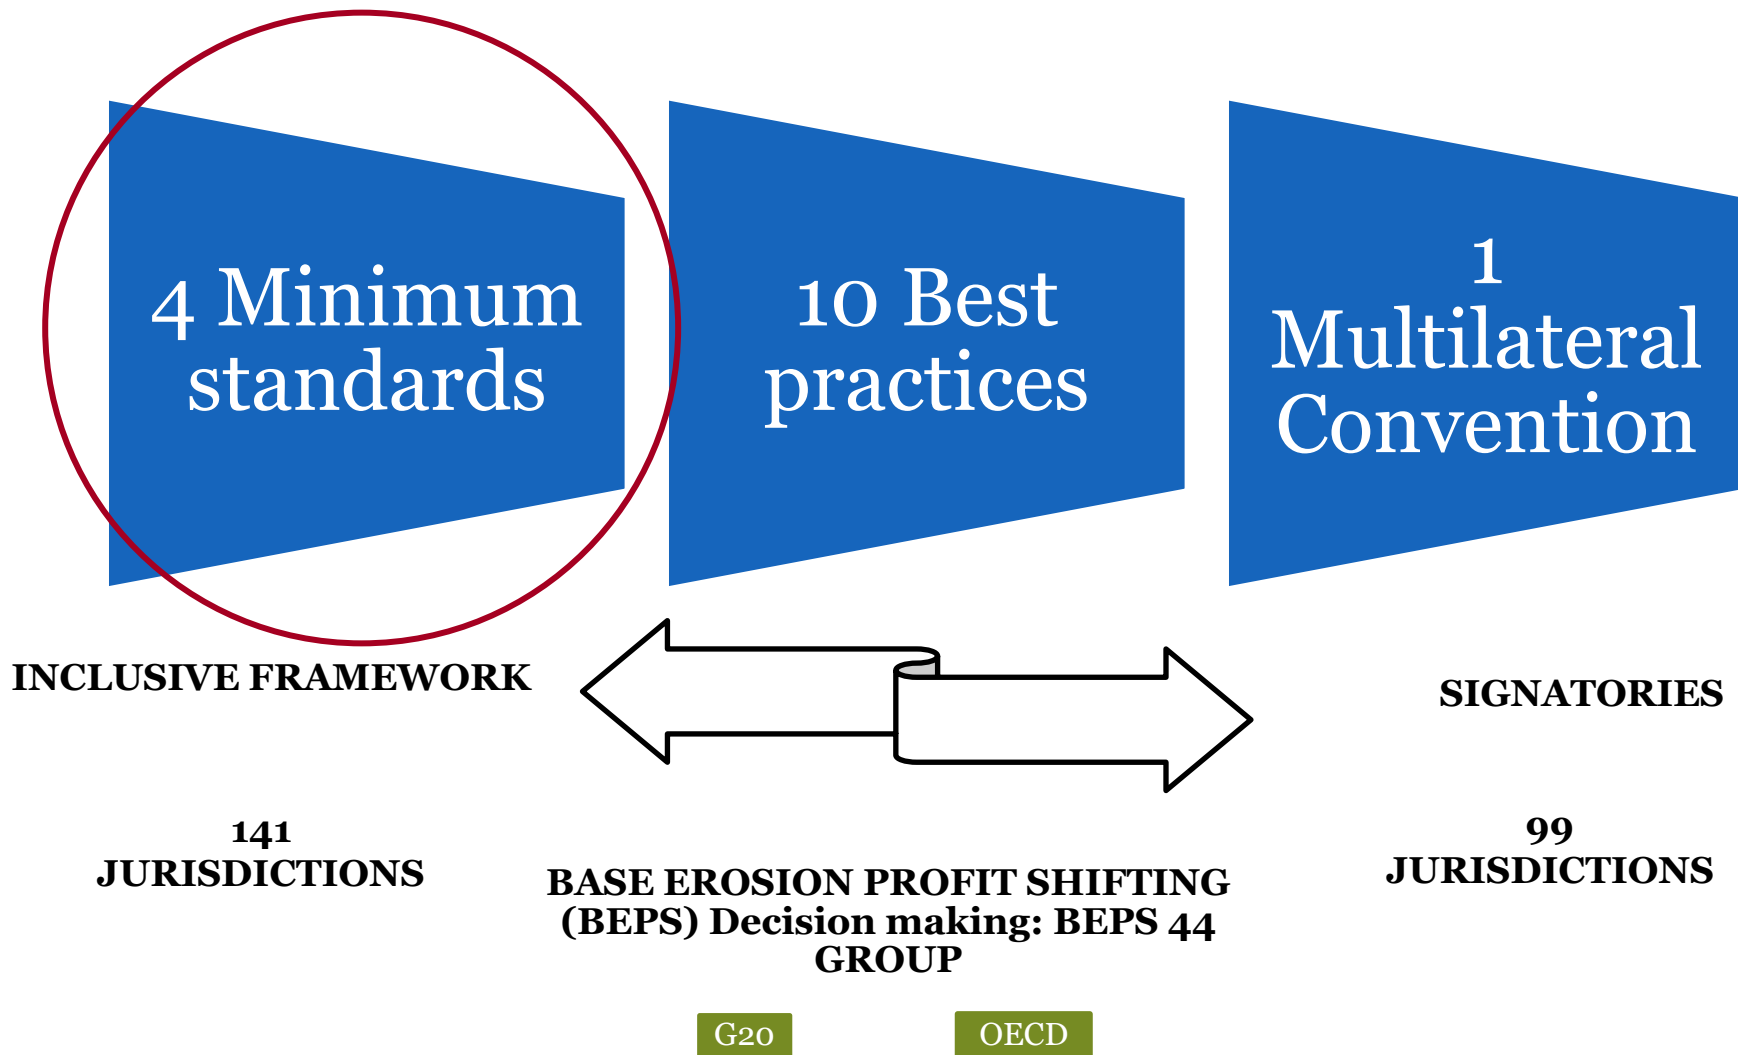 4 Minimum
standards
10 Best
practices
1
Multilateral
Convention
INCLUSIVE FRAMEWORK
SIGNATORIES
141
JURISDICTIONS
99
JURISDICTIONS
BASE EROSION PROFIT SHIFTING
(BEPS) Decision making: BEPS 44
GROUP
G20
OECD